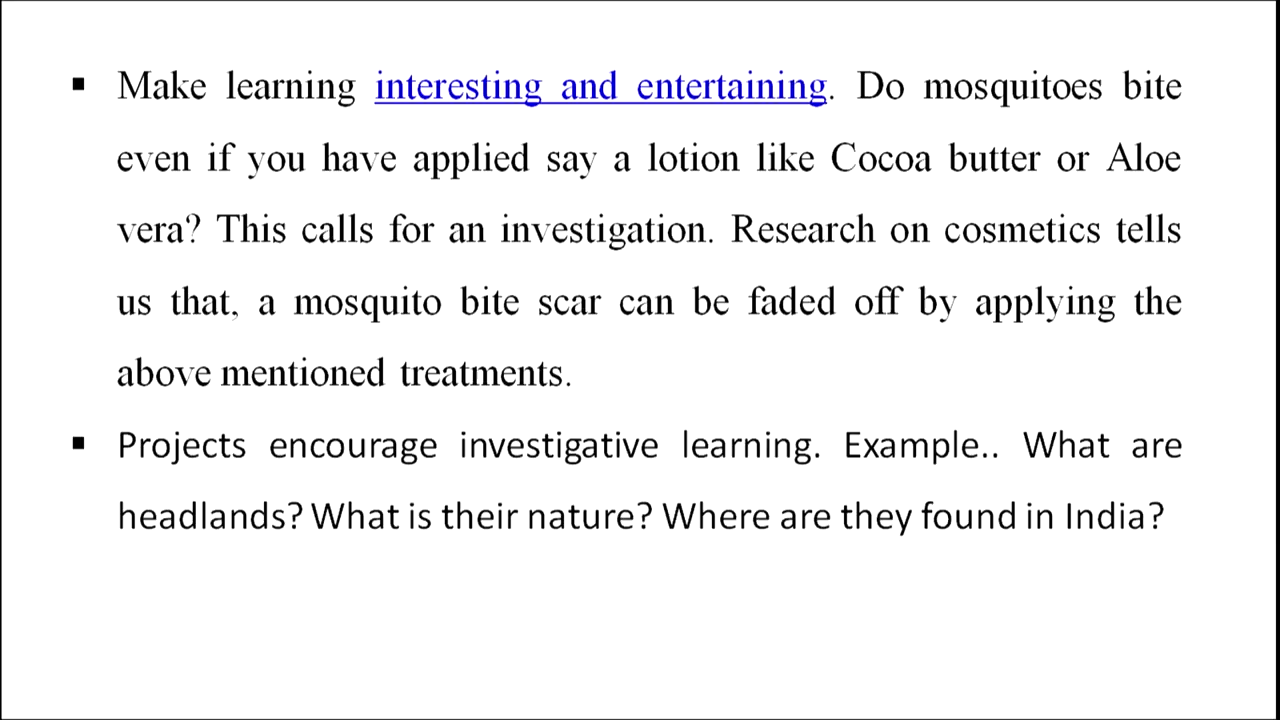 ▪ Make learning interesting and entertaining. Do mosquitoes bite
even if you have applied say a lotion like Cocoa butter or Aloe
vera? This calls for an investigation. Research on cosmetics tells
us that, a mosquito bite scar can be faded off by applying the
above mentioned treatments.
▪ Projects encourage investigative learning. Example.. What are
headlands? What is their nature? Where are they found in India?